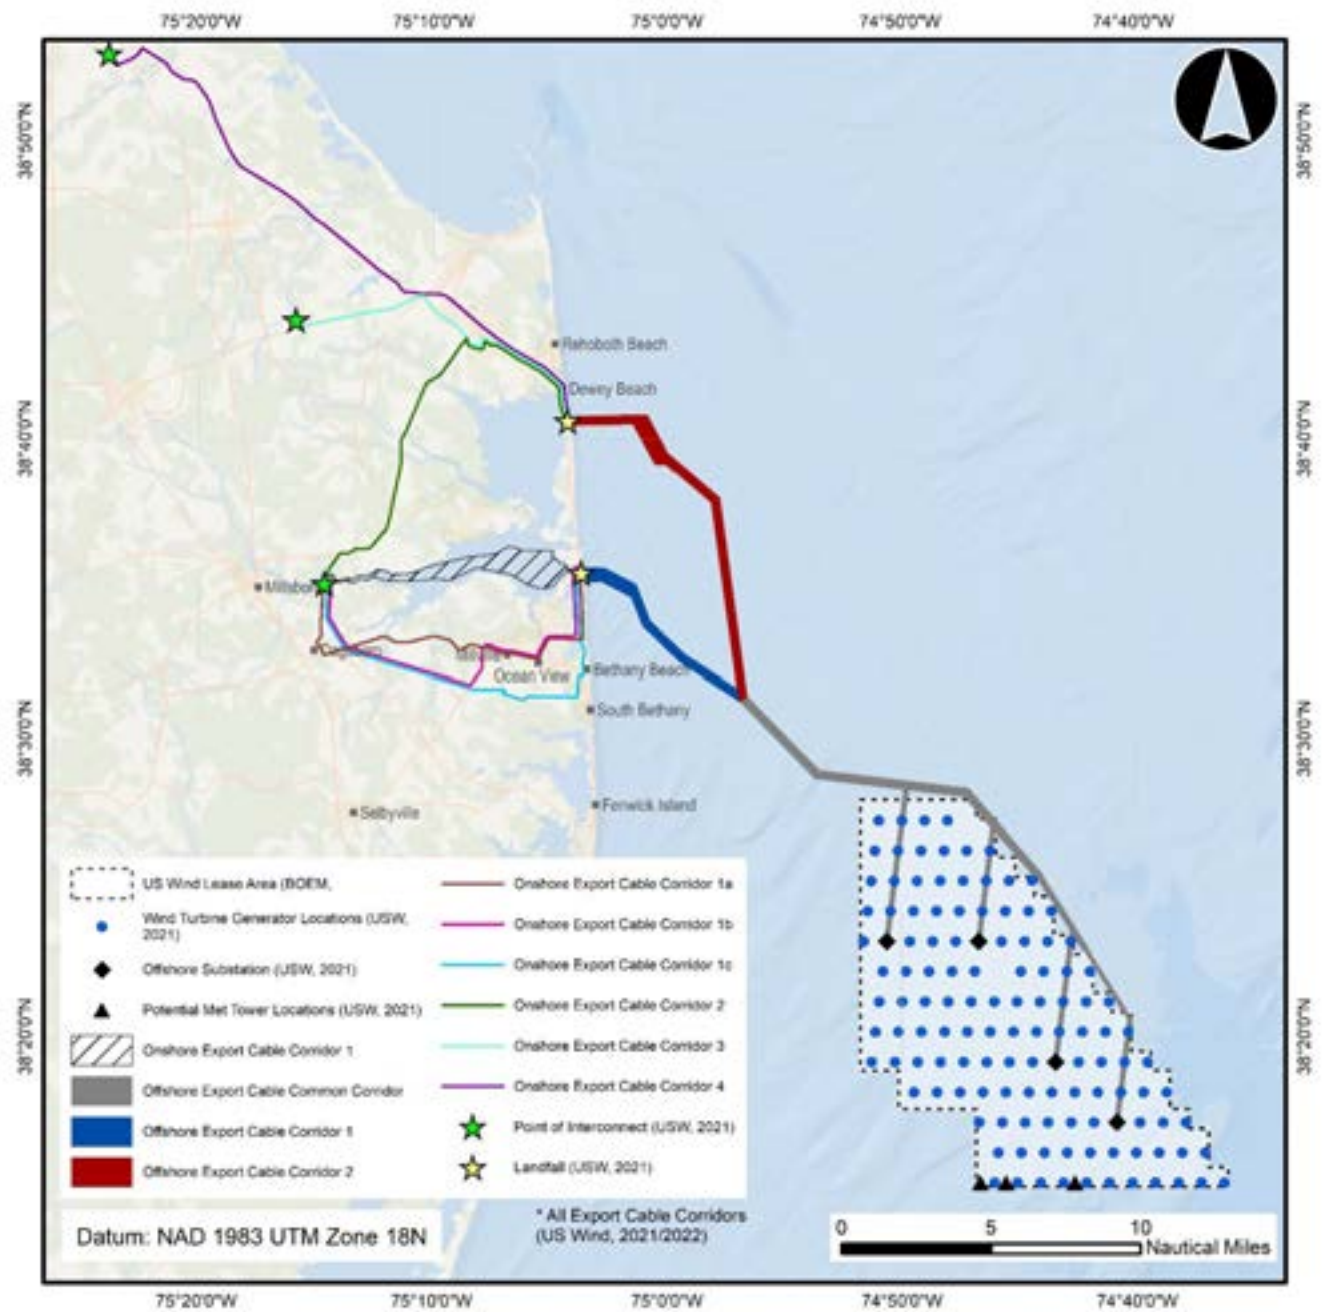 75°20'0"W 75°10'0"W 75°0'0"W 74°50'0"W 74°40'0"W
38°50'0"N
38°50'0"N
Rehoboth Beach
Dewey Beach
38°40'0"N
38°40'0"N
Ocean View
Bethany Beach
South Bethany
38°30'0"N
38°30'0"N
Fenwick Island
Selbyville
US Wind Lease Area (BOEM,
Wind Turbine Generator Locations (USW,
2021)
Offshore Substation (USW, 2021)
Potential Met Tower Locations (USW, 2021)
Onshore Export Cable Corridor 1
Offshore Export Cable Common Corridor
Offshore Export Cable Corridor 1
Offshore Export Cable Corridor 2
Onshore Export Cable Corridor 1a
Onshore Export Cable Corridor 1b
Onshore Export Cable Corridor 1c
Onshore Export Cable Corridor 2
Onshore Export Cable Corridor 3
Onshore Export Cable Corridor 4
Point of Interconnect (USW, 2021)
Landfall (USW, 2021)
38°20'0"N
38°20'0"N
Datum: NAD 1983 UTM Zone 18N
* All Export Cable Corridors
(US Wind, 2021/2022)
0 5 10
Nautical Miles
75°20'0"W 75°10'0"W 75°0'0"W 74°50'0"W 74°40'0"W